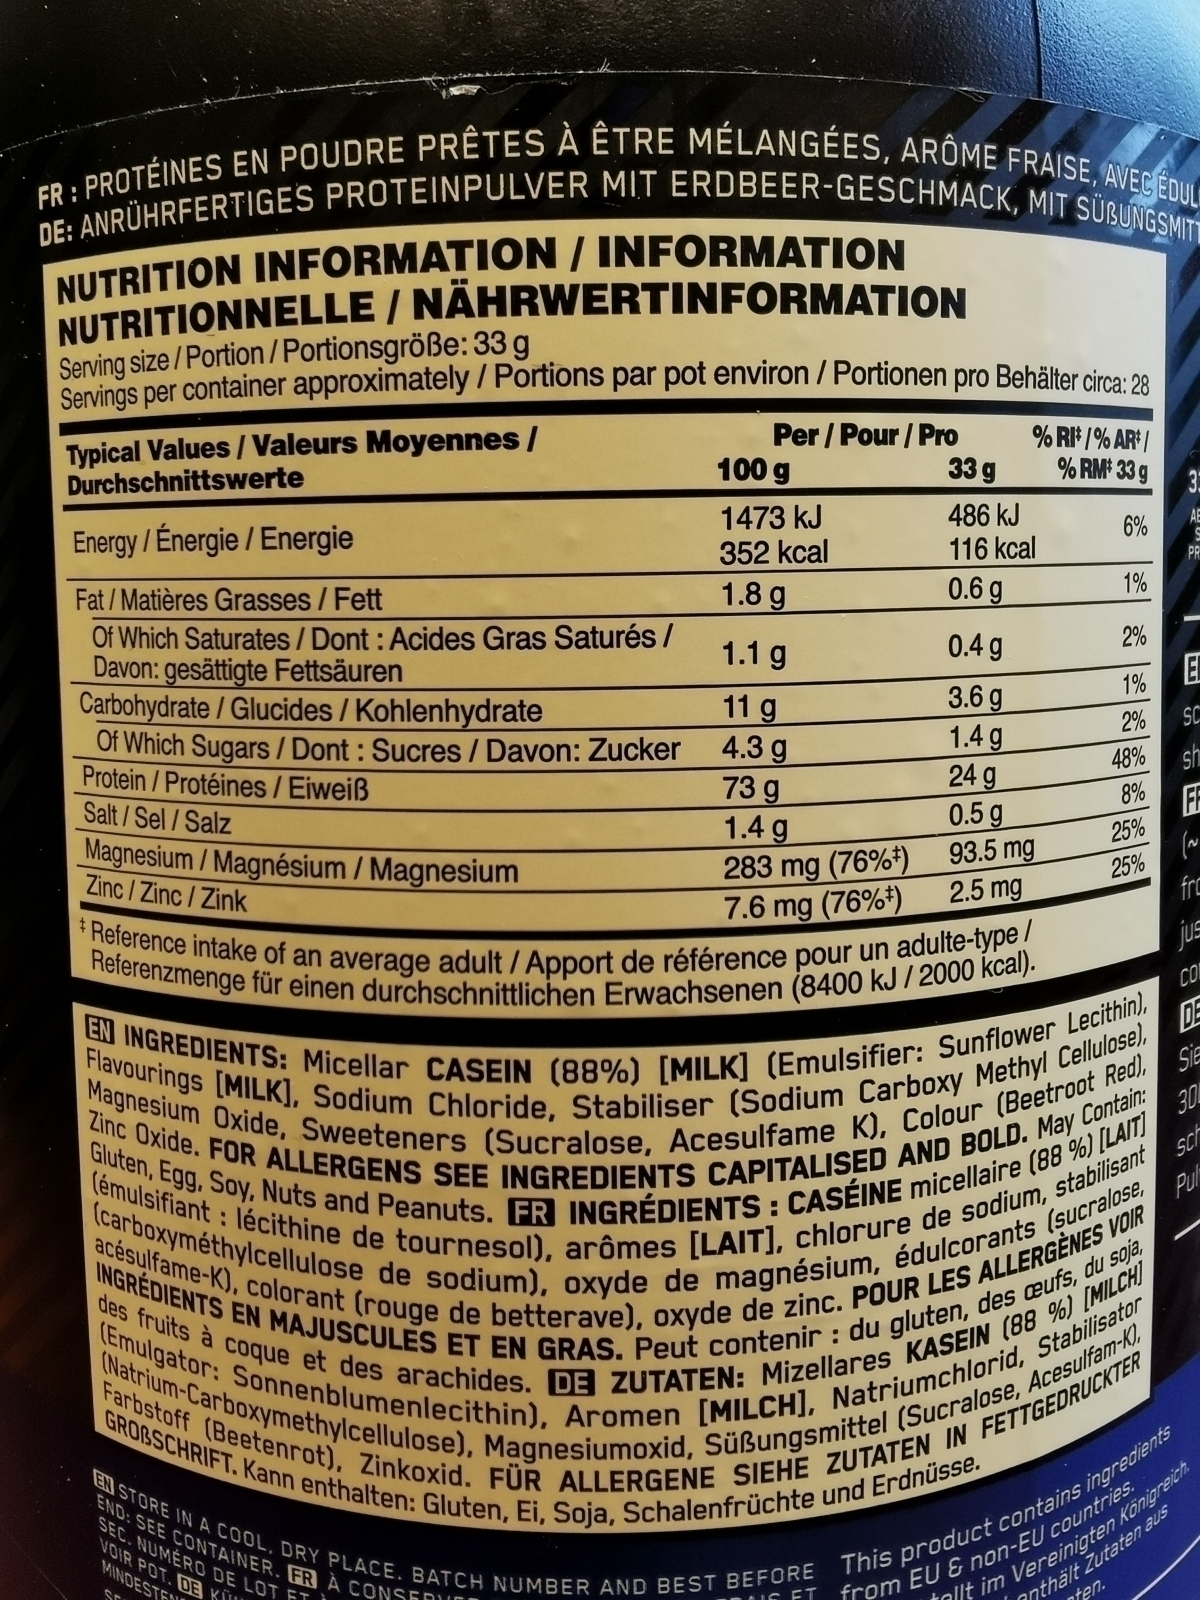 FR : PROTÉINES EN POUDRE PRÊTES À ÊTRE MÉLANGÉES, ARÔME FRAISE, AVEC
DE: ANRÜHRFERTIGES PROTEINPULVER MIT ERDBEER-GESCHMACK, MIT
NUTRITION INFORMATION / INFORMATION
NUTRITIONNELLE / NÄHRWERTINFORMATION
Serving size / Portion / Portionsgröße: 33 g
Servings per container approximately / Portions par pot environ / Portionen pro Behälter circa: 28
Typical Values / Valeurs Moyennes / Per / Pour / Pro % RI‡ / % AR‡ /
Durchschnittswerte 100 g 33 g % RM‡ 33 g
Energy / Énergie / Energie 1473 kJ 486 kJ 6%
352 kcal 116 kcal
Fat / Matières Grasses / Fett 1.8 g 0.6 g 1%
Of Which Saturates / Dont : Acides Gras Saturés / 1.1 g 0.4 g 2%
Davon: gesättigte Fettsäuren
Carbohydrate / Glucides / Kohlenhydrate 11 g 3.6 g 1%
Of Which Sugars / Dont : Sucres / Davon: Zucker 4.3 g 1.4 g 2%
Protein / Protéines / Eiweiß 73 g 24 g 48%
Salt / Sel / Salz 1.4 g 0.5 g 8%
Magnesium / Magnésium / Magnesium 283 mg (76%‡) 93.5 mg 25%
Zinc / Zinc / Zink 7.6 mg (76%‡) 2.5 mg 25%
‡ Reference intake of an average adult / Apport de référence pour un adulte-type /
Referenzmenge für einen durchschnittlichen Erwachsenen (8400 kJ / 2000 kcal).
EN INGREDIENTS: Micellar CASEIN (88%) [MILK] (Emulsifier: Sunflower Lecithin),
Flavourings [MILK], Sodium Chloride, Stabiliser (Sodium Carboxy Methyl Cellulose),
Magnesium Oxide, Sweeteners (Sucralose, Acesulfame K), Colour (Beetroot Red),
Zinc Oxide. FOR ALLERGENS SEE INGREDIENTS CAPITALISED AND BOLD. May Contain:
Gluten, Egg, Soy, Nuts and Peanuts. FR INGRÉDIENTS : CASÉINE micellaire (88 %) [LAIT]
(émulsifiant : lécithine de tournesol), arômes [LAIT], chlorure de sodium, stabilisant
(carboxyméthylcellulose de sodium), oxyde de magnésium, édulcorants (sucralose,
acésulfame-K), colorant (rouge de betterave), oxyde de zinc. POUR LES ALLERGÈNES VOIR
INGRÉDIENTS EN MAJUSCULES ET EN GRAS. Peut contenir : du gluten, des œufs, du soja,
des fruits à coque et des arachides. DE ZUTATEN: Mizellares KASEIN (88 %) [MILCH]
(Emulgator: Sonnenblumenlecithin), Aromen [MILCH], Natriumchlorid, Stabilisator
(Natrium-Carboxymethylcellulose), Magnesiumoxid, Süßungsmittel (Sucralose, Acesulfam-K),
Farbstoff (Beetenrot), Zinkoxid. FÜR ALLERGENE SIEHE ZUTATEN IN FETTGEDRUCKTER
GROßSCHRIFT. Kann enthalten: Gluten, Ei, Soja, Schalenfrüchte und Erdnüsse.
EN STORE IN A COOL, DRY PLACE. BATCH NUMBER AND BEST BEFORE
END: SEE CONTAINER. FR À
SEC. NUMÉRO DE LOT ET
VOIR POT. DE
This product contains ingredients
from EU & non-EU countries.
im Vereinigten Königreich.
Zutaten aus